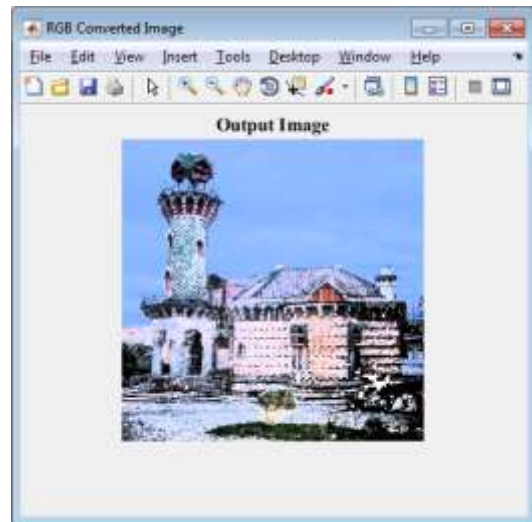 RGB Converted Image
File Edit View Insert Tools Desktop Window Help
Output Image